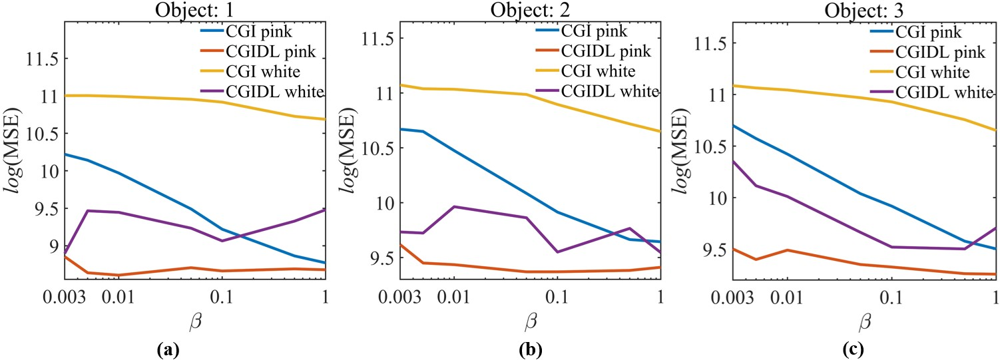 Object: 1
CGI pink
CGIDL pink
CGI white
CGIDL white
11.5
11
10.5
10
9.5
9
log(MSE)
0.003 0.01 0.1 1
β
(a)
Object: 2
CGI pink
CGIDL pink
CGI white
CGIDL white
11.5
11
10.5
10
9.5
log(MSE)
0.003 0.01 0.1 1
β
(b)
Object: 3
CGI pink
CGIDL pink
CGI white
CGIDL white
11.5
11
10.5
10
9.5
log(MSE)
0.003 0.01 0.1 1
β
(c)